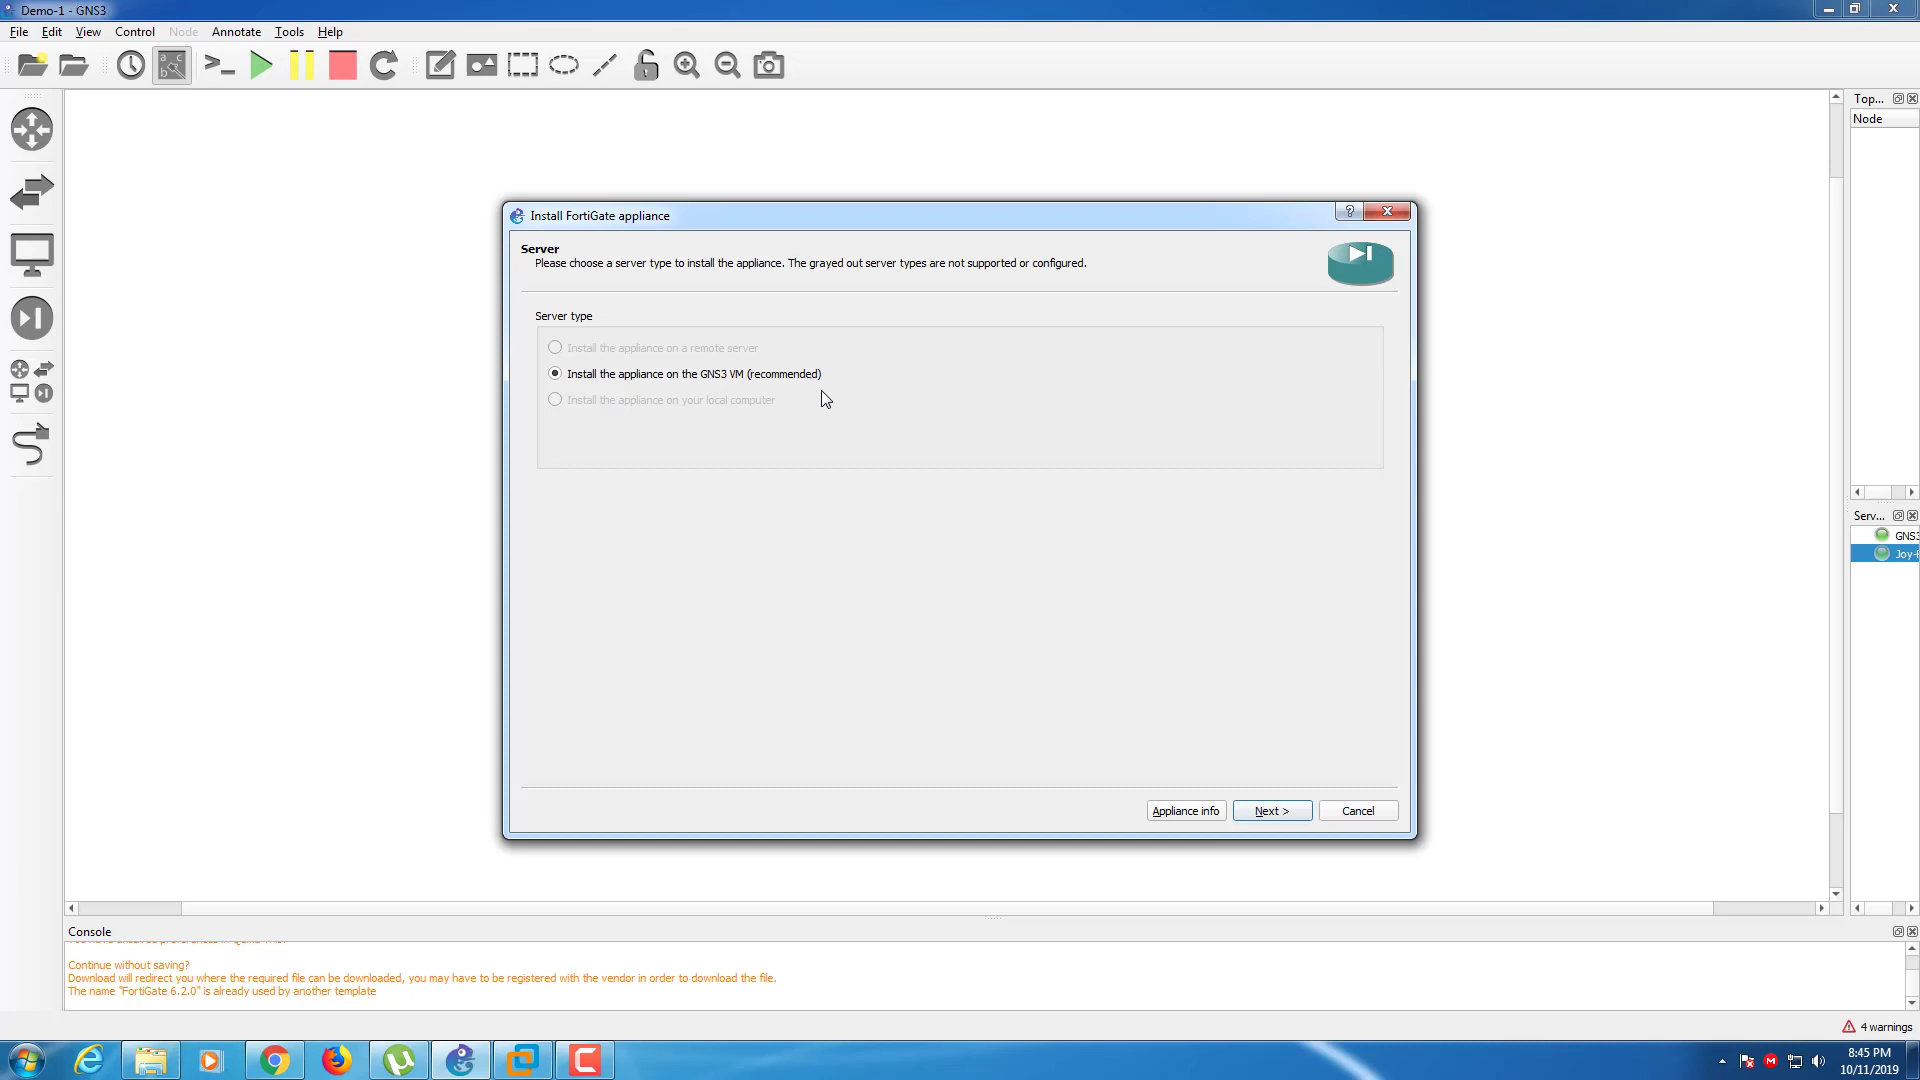 Demo-1 - GNS3
File Edit View Control Node Annotate Tools Help
Top...
Node
Install FortiGate appliance
Server
Please choose a server type to install the appliance. The grayed out server types are not supported or configured.
Server type
Install the appliance on a remote server
Install the appliance on the GNS3 VM (recommended)
Install the appliance on your local computer
Serv...
GNS3
Joy-
Appliance info
Next >
Cancel
Console
Continue without saving?
Download will redirect you where the required file can be downloaded, you may have to be registered with the vendor in order to download the file.
The name "FortiGate 6.2.0" is already used by another template
4 warnings
8:45 PM
10/11/2019